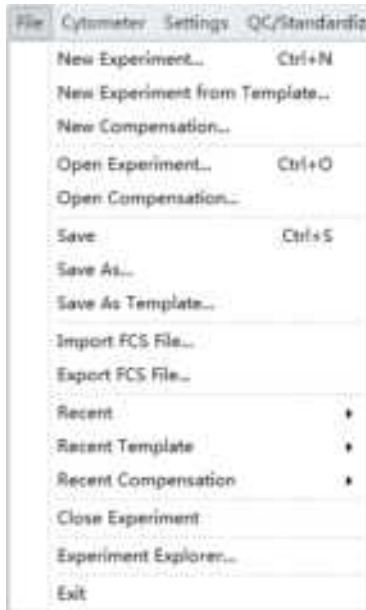 File Cytometer Settings QC/Standardiz
New Experiment... Ctrl+N
New Experiment from Template...
New Compensation...
Open Experiment... Ctrl+O
Open Compensation...
Save Ctrl+S
Save As...
Save As Template...
Import FCS File...
Export FCS File...
Recent
Recent Template
Recent Compensation
Close Experiment
Experiment Explorer...
Exit